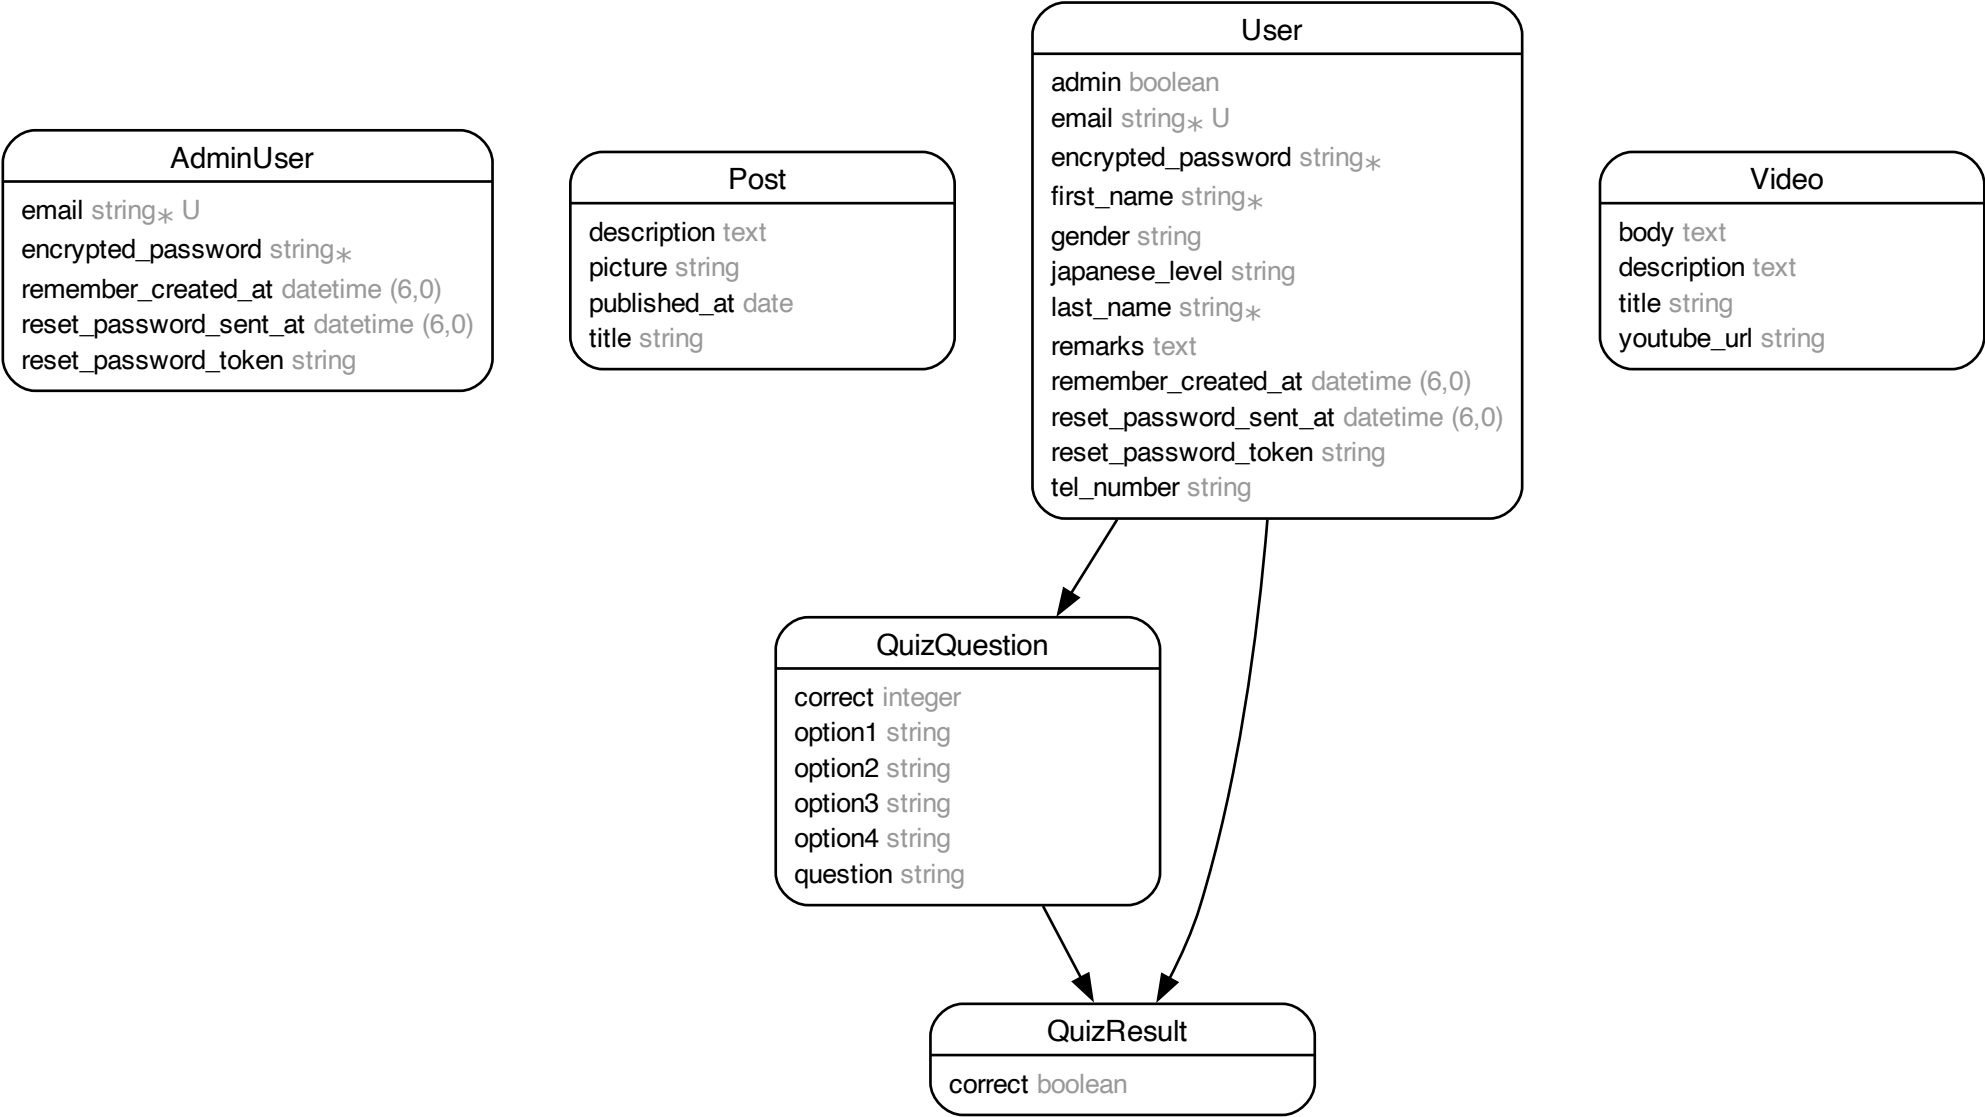 AdminUser
email string* U
encrypted_password string*
remember_created_at datetime (6,0)
reset_password_sent_at datetime (6,0)
reset_password_token string
Post
description text
picture string
published_at date
title string
User
admin boolean
email string* U
encrypted_password string*
first_name string*
gender string
japanese_level string
last_name string*
remarks text
remember_created_at datetime (6,0)
reset_password_sent_at datetime (6,0)
reset_password_token string
tel_number string
Video
body text
description text
title string
youtube_url string
QuizQuestion
correct integer
option1 string
option2 string
option3 string
option4 string
question string
QuizResult
correct boolean